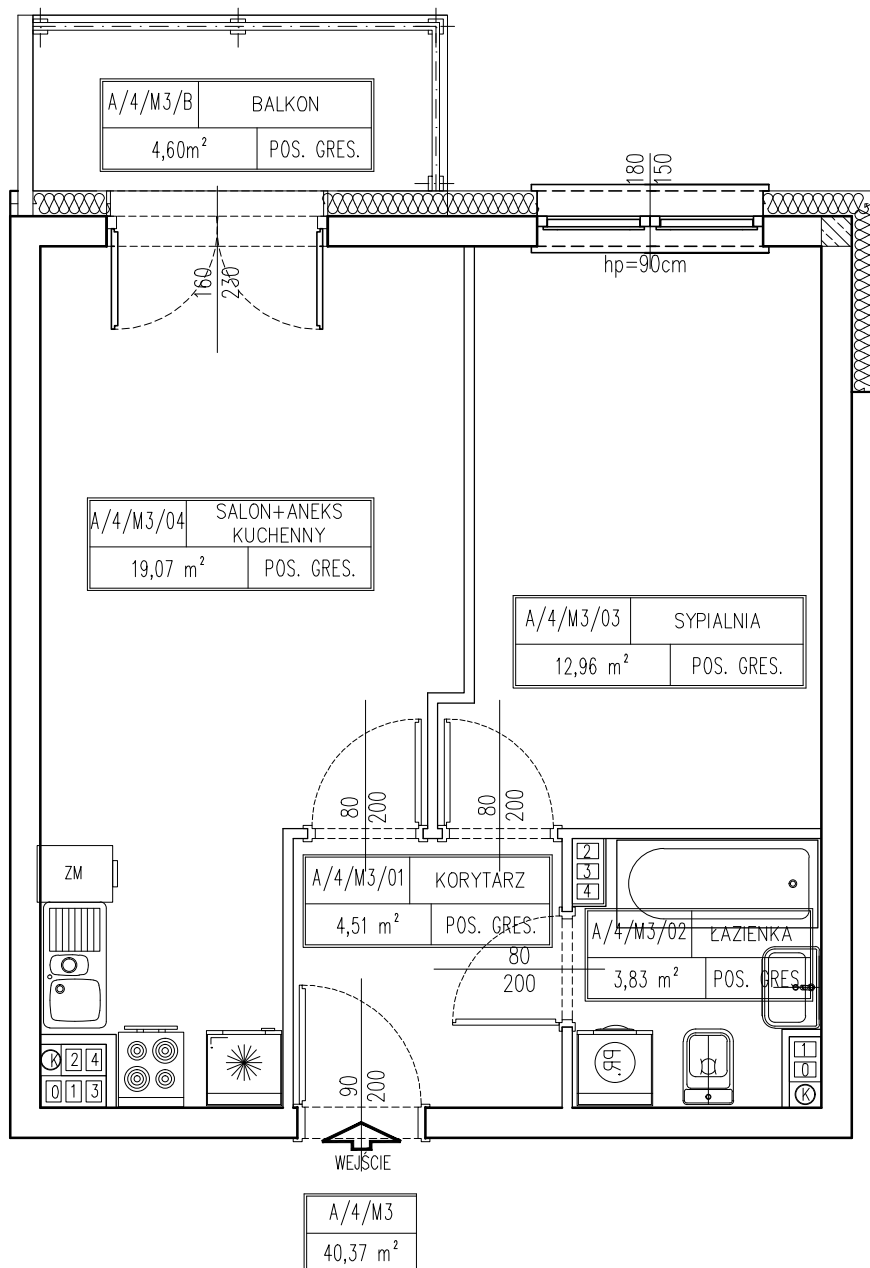 A/4/M3/B BALKON
4,60m² POS. GRES.
180
150
hp=90cm
160
230
A/4/M3/04 SALON+ANEKS
KUCHENNY
19,07 m² POS. GRES.
A/4/M3/03 SYPIALNIA
12,96 m² POS. GRES.
80
200
80
200
ZM
A/4/M3/01 KORYTARZ
4,51 m² POS. GRES.
2
3
4
A/4/M3/02 ŁAZIENKA
3,83 m² POS. GRES.
80
200
K 2 4
0 1 3
90
200
PR.
1
0
K
WEJŚCIE
A/4/M3
40,37 m²